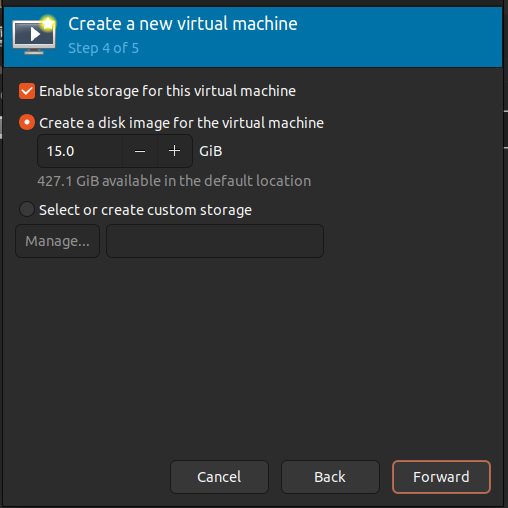 Create a new virtual machine
Step 4 of 5
Enable storage for this virtual machine
Create a disk image for the virtual machine
15.0 − + GiB
427.1 GiB available in the default location
Select or create custom storage
Manage...
Cancel Back Forward